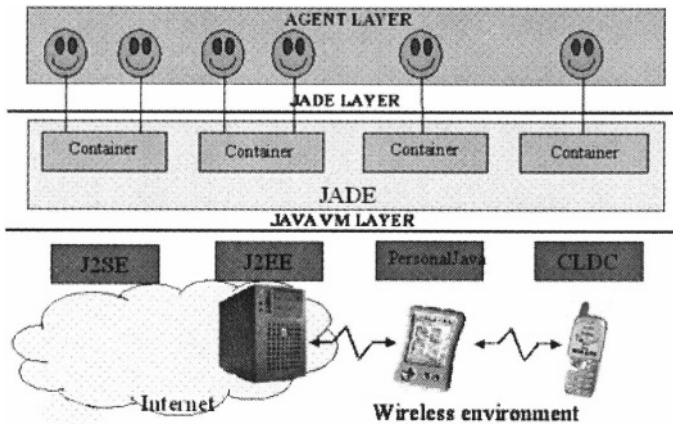 AGENT LAYER
JADE LAYER
Container
Container
Container
Container
JADE
JAVA VM LAYER
J2SE
J2EE
PersonalJava
CLDC
Internet
Wireless environment